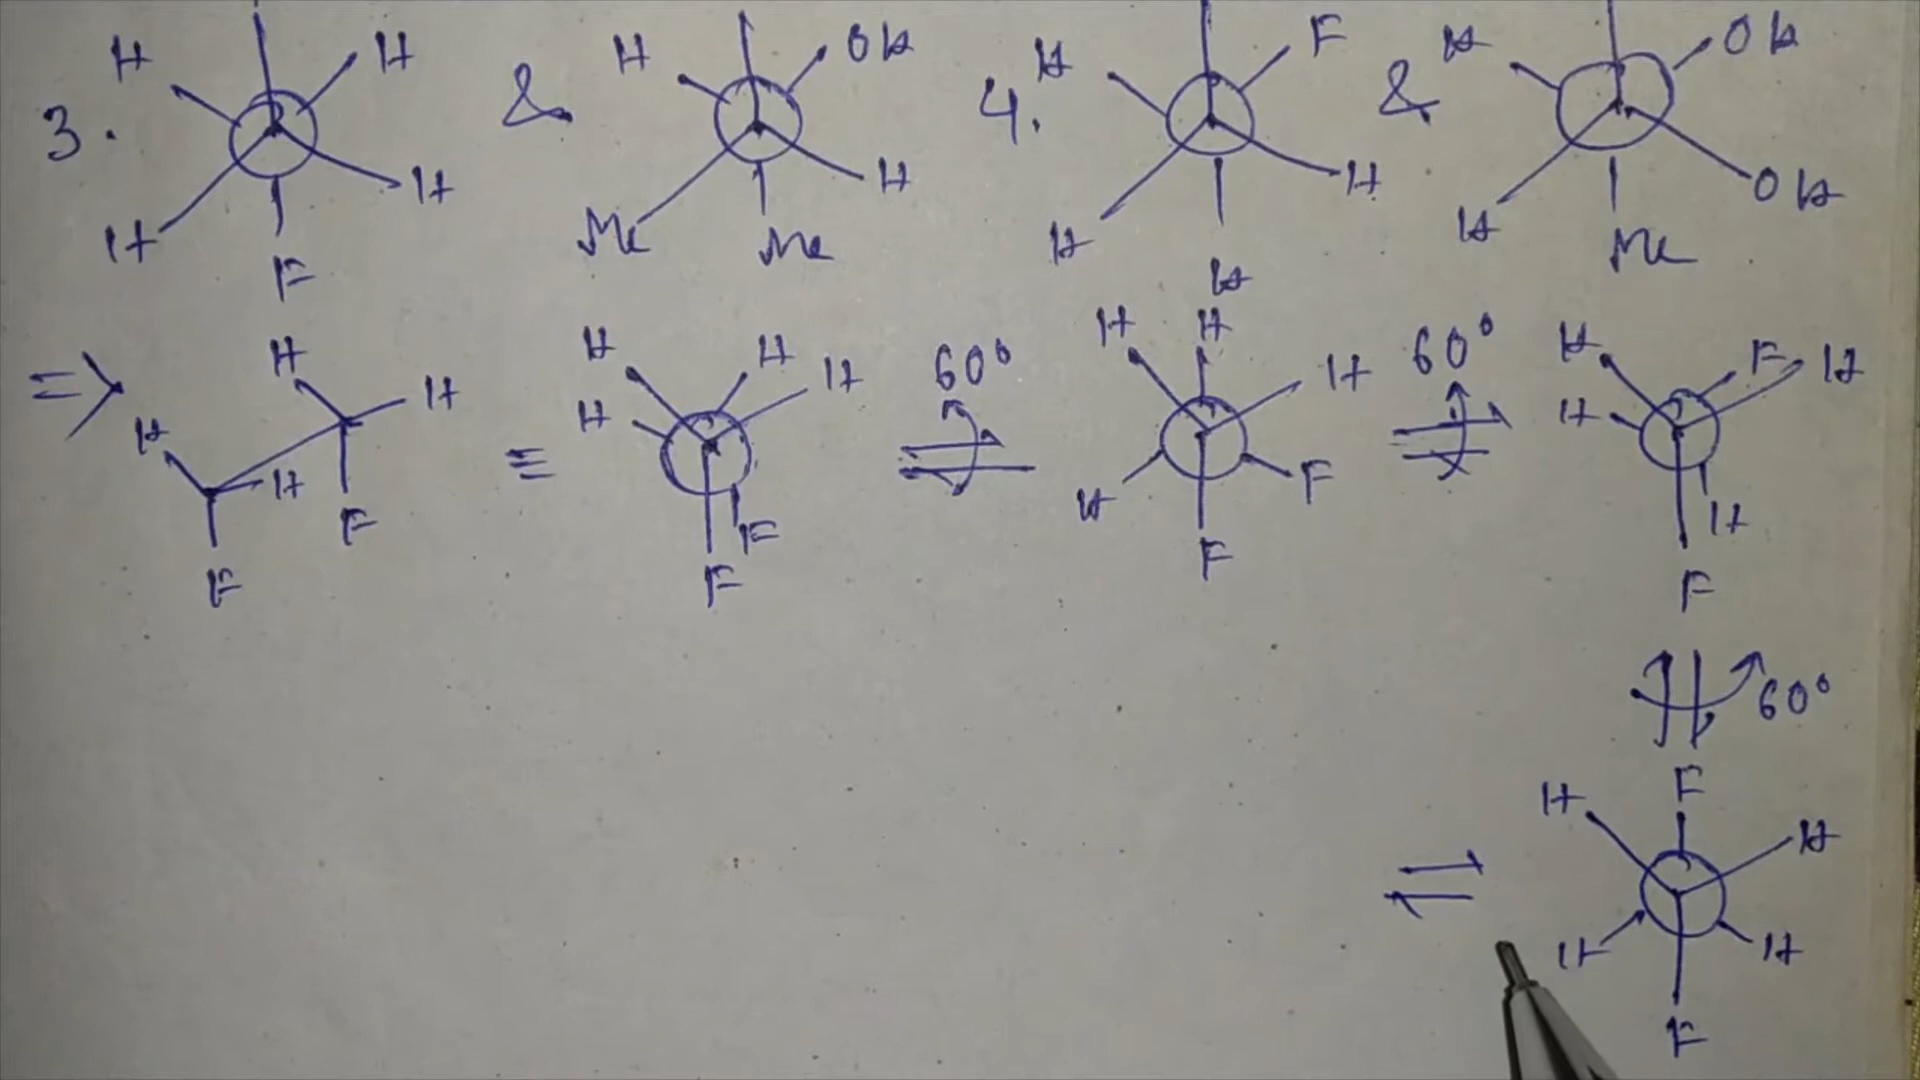 H H & H OH 4. H F & H OH
3. H H Me Me H H H H H Me OH
F
⇒ H H H F H H F ≡ H H H H F F 60° ⇌ H H H H F F 60° ⇌ H F H H H F
60°
⇌ H F H H H F